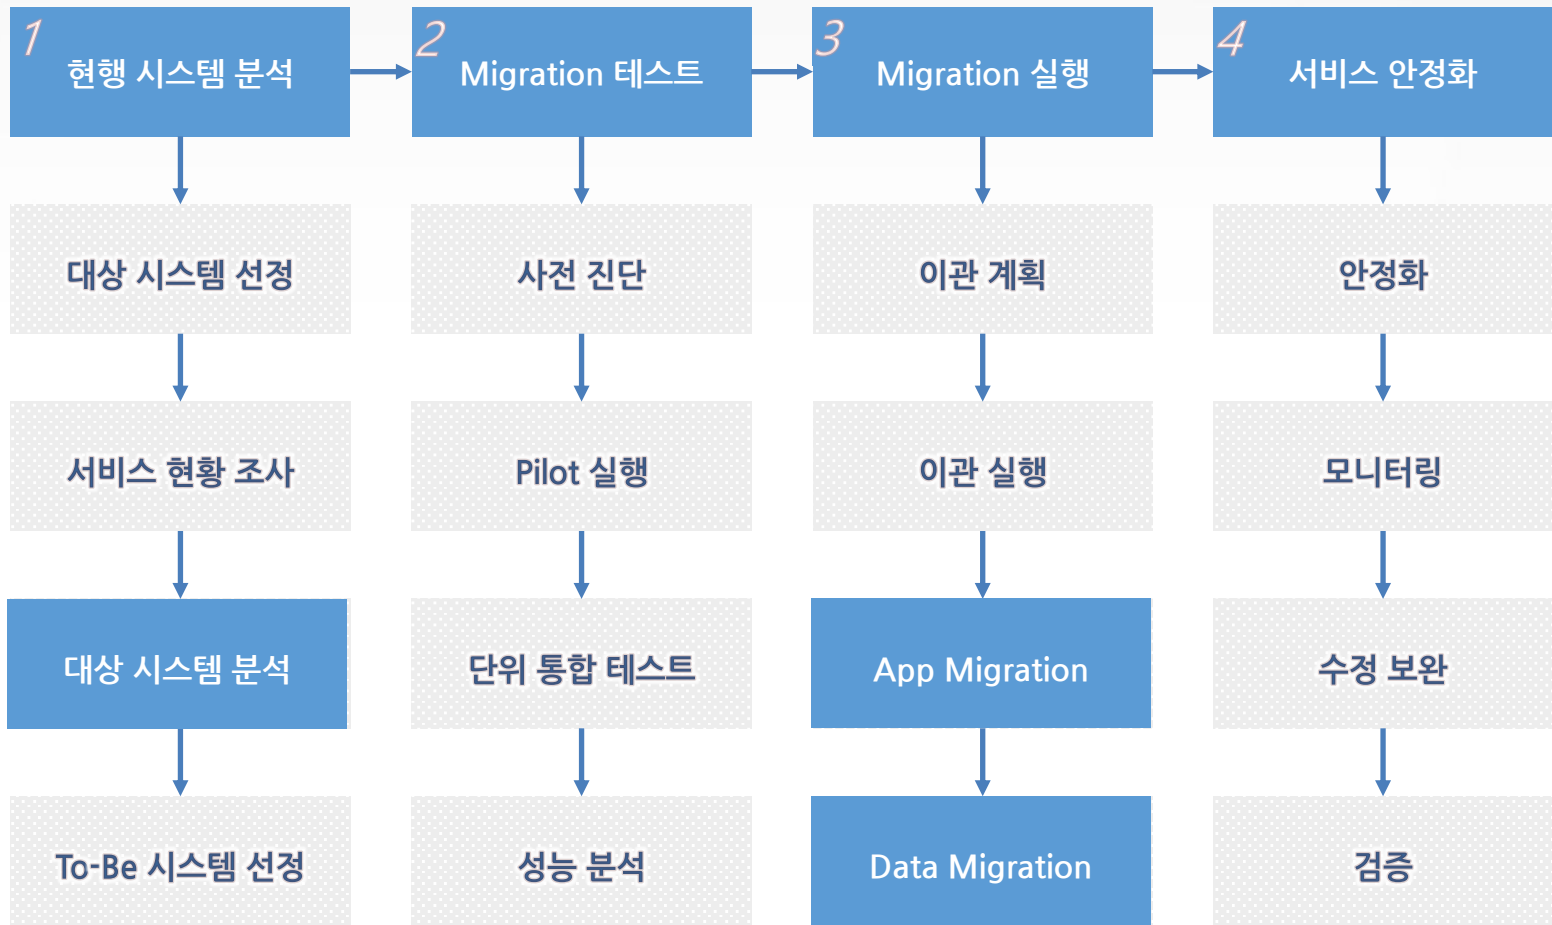 1
현행 시스템 분석
2
Migration 테스트
3
Migration 실행
4
서비스 안정화
대상 시스템 선정
사전 진단
이관 계획
안정화
서비스 현황 조사
Pilot 실행
이관 실행
모니터링
대상 시스템 분석
단위 통합 테스트
App Migration
수정 보완
To-Be 시스템 선정
성능 분석
Data Migration
검증